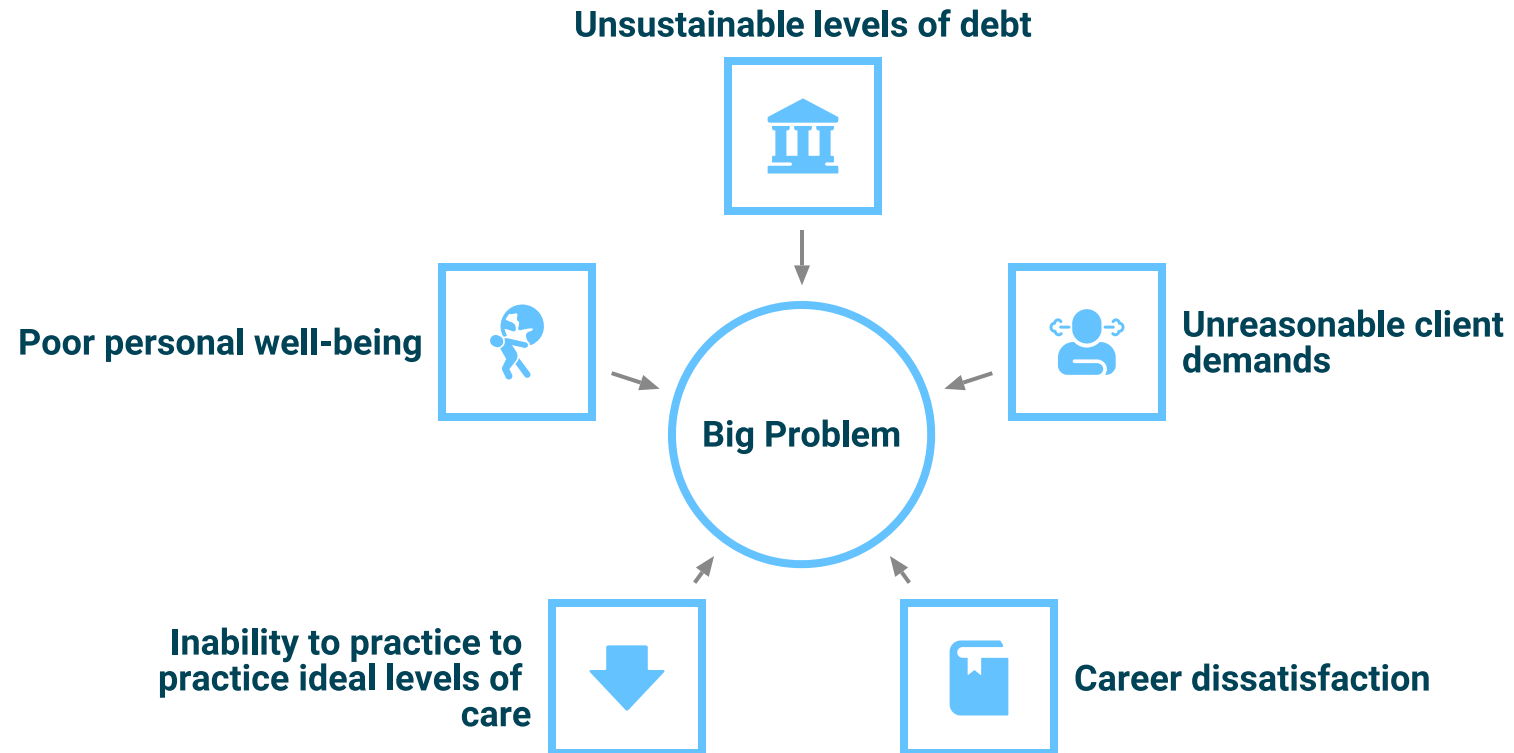 Unsustainable levels of debt
Poor personal well-being
Unreasonable client
demands
Big Problem
Inability to practice to
practice ideal levels of
care
Career dissatisfaction